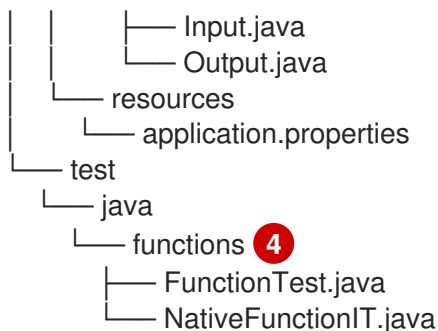 │ │ ├── Input.java
│ │ └── Output.java
│ └── resources
│ └── application.properties
└── test
└── java
└── functions 4
├── FunctionTest.java
└── NativeFunctionIT.java